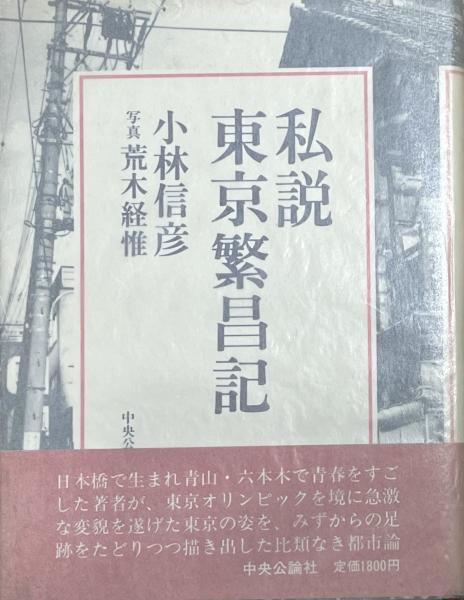 私説
東京繁昌記
小林信彦
写真 荒木経惟
中央公
日本橋で生まれ青山・六本木で青春をすご
した著者が、東京オリンピックを境に急激
な変貌を遂げた東京の姿を、みずからの足
跡をたどりつつ描き出した比類なき都市論
中央公論社 定価1800円